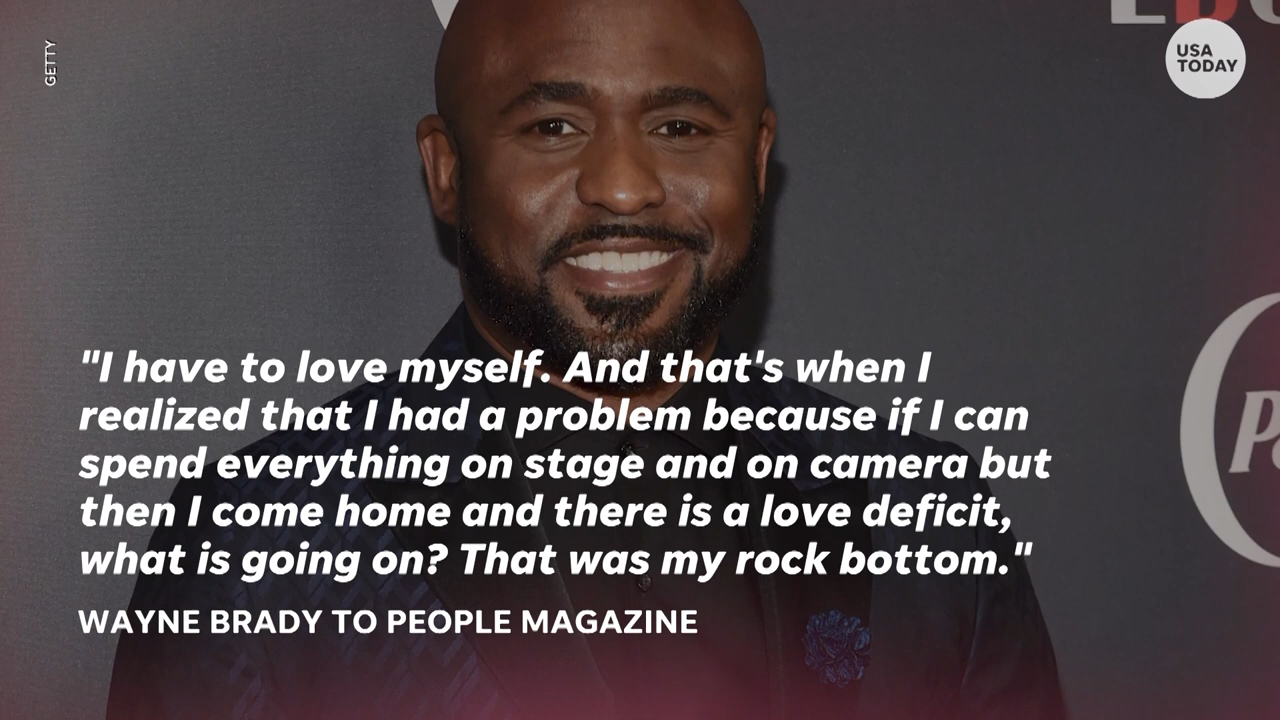 GETTY
USA
TODAY
"I have to love myself. And that's when I
realized that I had a problem because if I can
spend everything on stage and on camera but
then I come home and there is a love deficit,
what is going on? That was my rock bottom."
WAYNE BRADY TO PEOPLE MAGAZINE